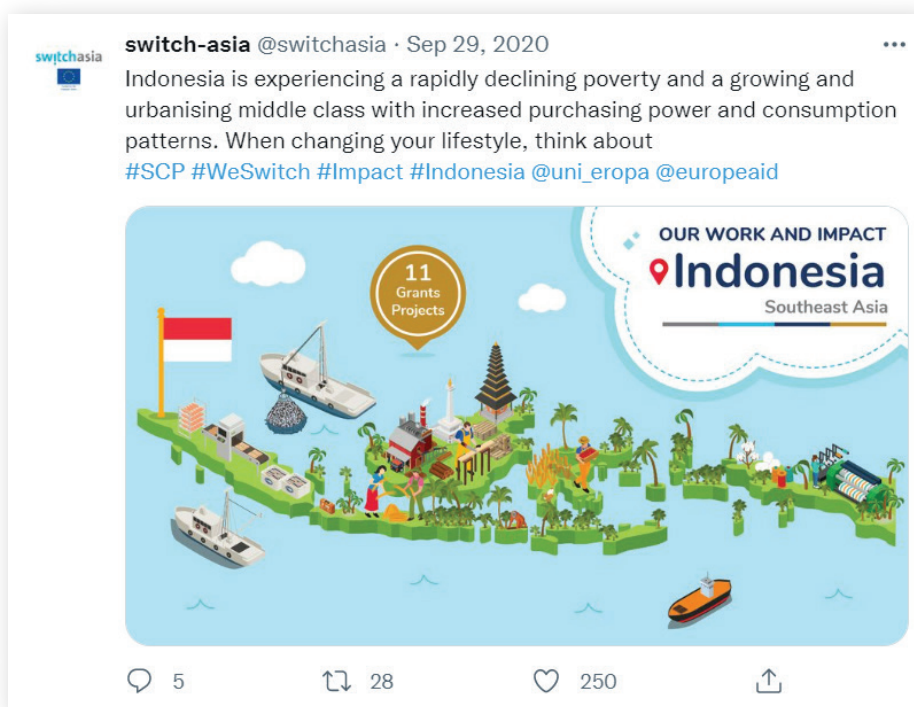 switchasia
switch-asia @switchasia · Sep 29, 2020
Indonesia is experiencing a rapidly declining poverty and a growing and
urbanising middle class with increased purchasing power and consumption
patterns. When changing your lifestyle, think about
#SCP #WeSwitch #Impact #Indonesia @uni_eropa @europeaid
OUR WORK AND IMPACT
Indonesia
Southeast Asia
11
Grants
Projects
5 28 250